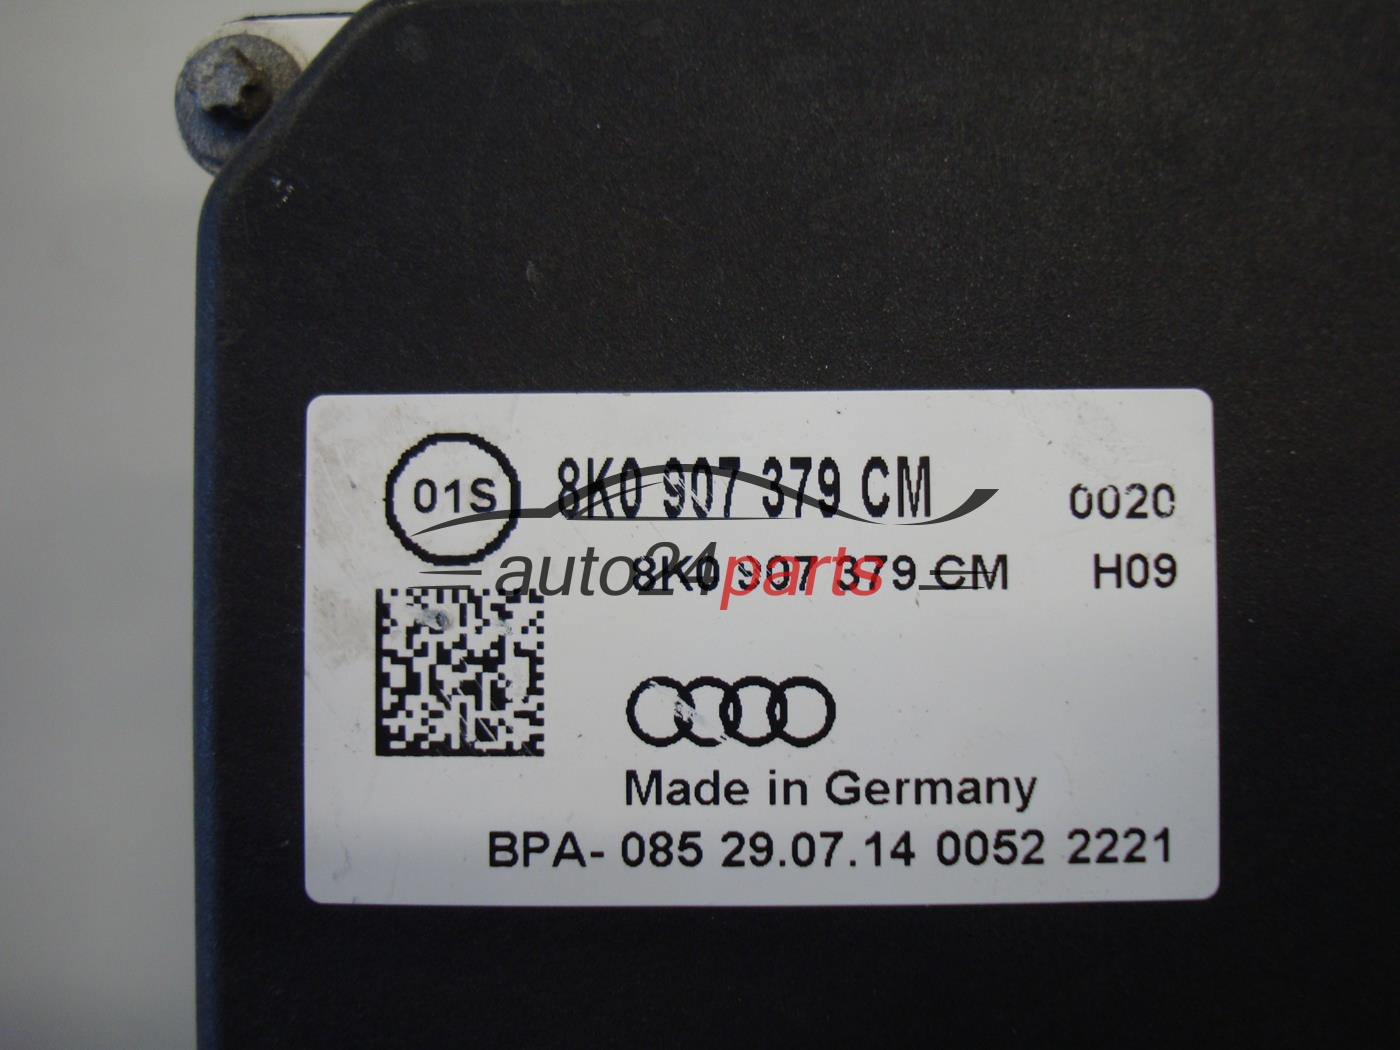 01S 8K0 907 379 CM 0020
8K0 907 379 CM H09
auto24parts
Made in Germany
BPA- 085 29.07.14 0052 2221